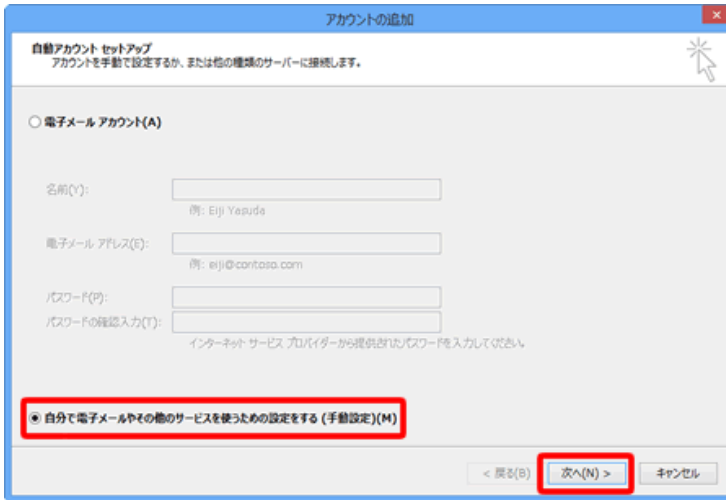 アカウントの追加
自動アカウント セットアップ
アカウントを手動で設定するか、または他の種類のサーバーに接続します。
電子メール アカウント(A)
名前(Y):
例: Eiji Yasuda
電子メール アドレス(E):
例: eiji@contoso.com
パスワード(P):
パスワードの確認入力(T):
インターネット サービス プロバイダーから提供されたパスワードを入力してください。
自分で電子メールやその他のサービスを使うための設定をする (手動設定)(M)
< 戻る(B) 次へ(N) > キャンセル